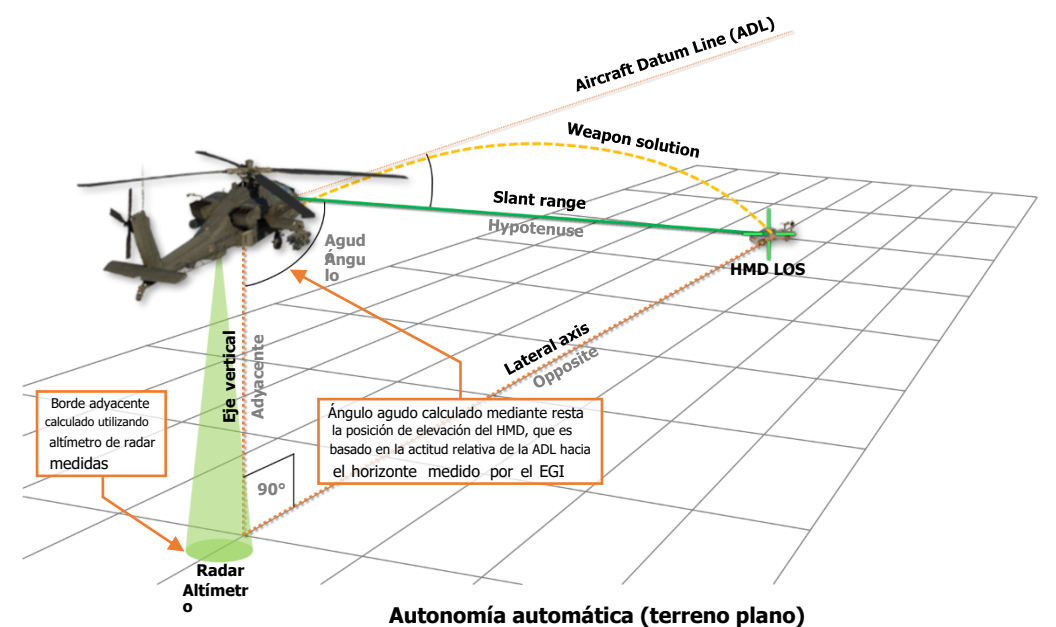 Aircraft Datum Line (ADL)
Weapon solution
Slant range
Hypotenuse
Agud
o
Ángu
lo
HMD LOS
Lateral axis
Opposite
Eje vertical
Adyacente
Borde adyacente
calculado utilizando
altímetro de radar
medidas
Ángulo agudo calculado mediante resta
la posición de elevación del HMD, que es
basado en la actitud relativa de la ADL hacia
el horizonte medido por el EGI
90°
Radar
Altímetr
o
Autonomía automática (terreno plano)